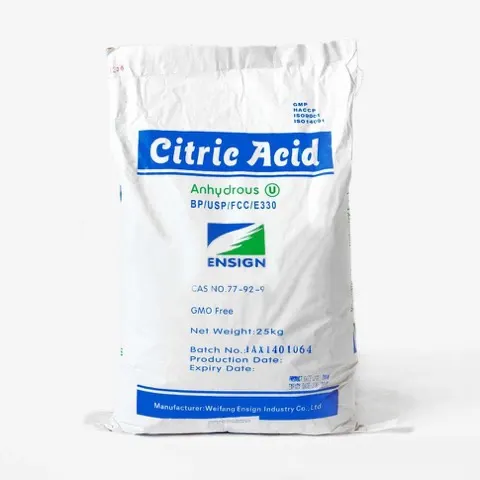 GMP
HACCP
ISO9001
ISO14001
Citric Acid
Anhydrous U
BP/USP/FCC/E330
ENSIGN
CAS NO.77-92-9
GMO Free
Net Weight:25kg
Batch No.:
Production Date:
Expiry Date:
Manufacturer:Weifang Ensign Industry Co.,Ltd